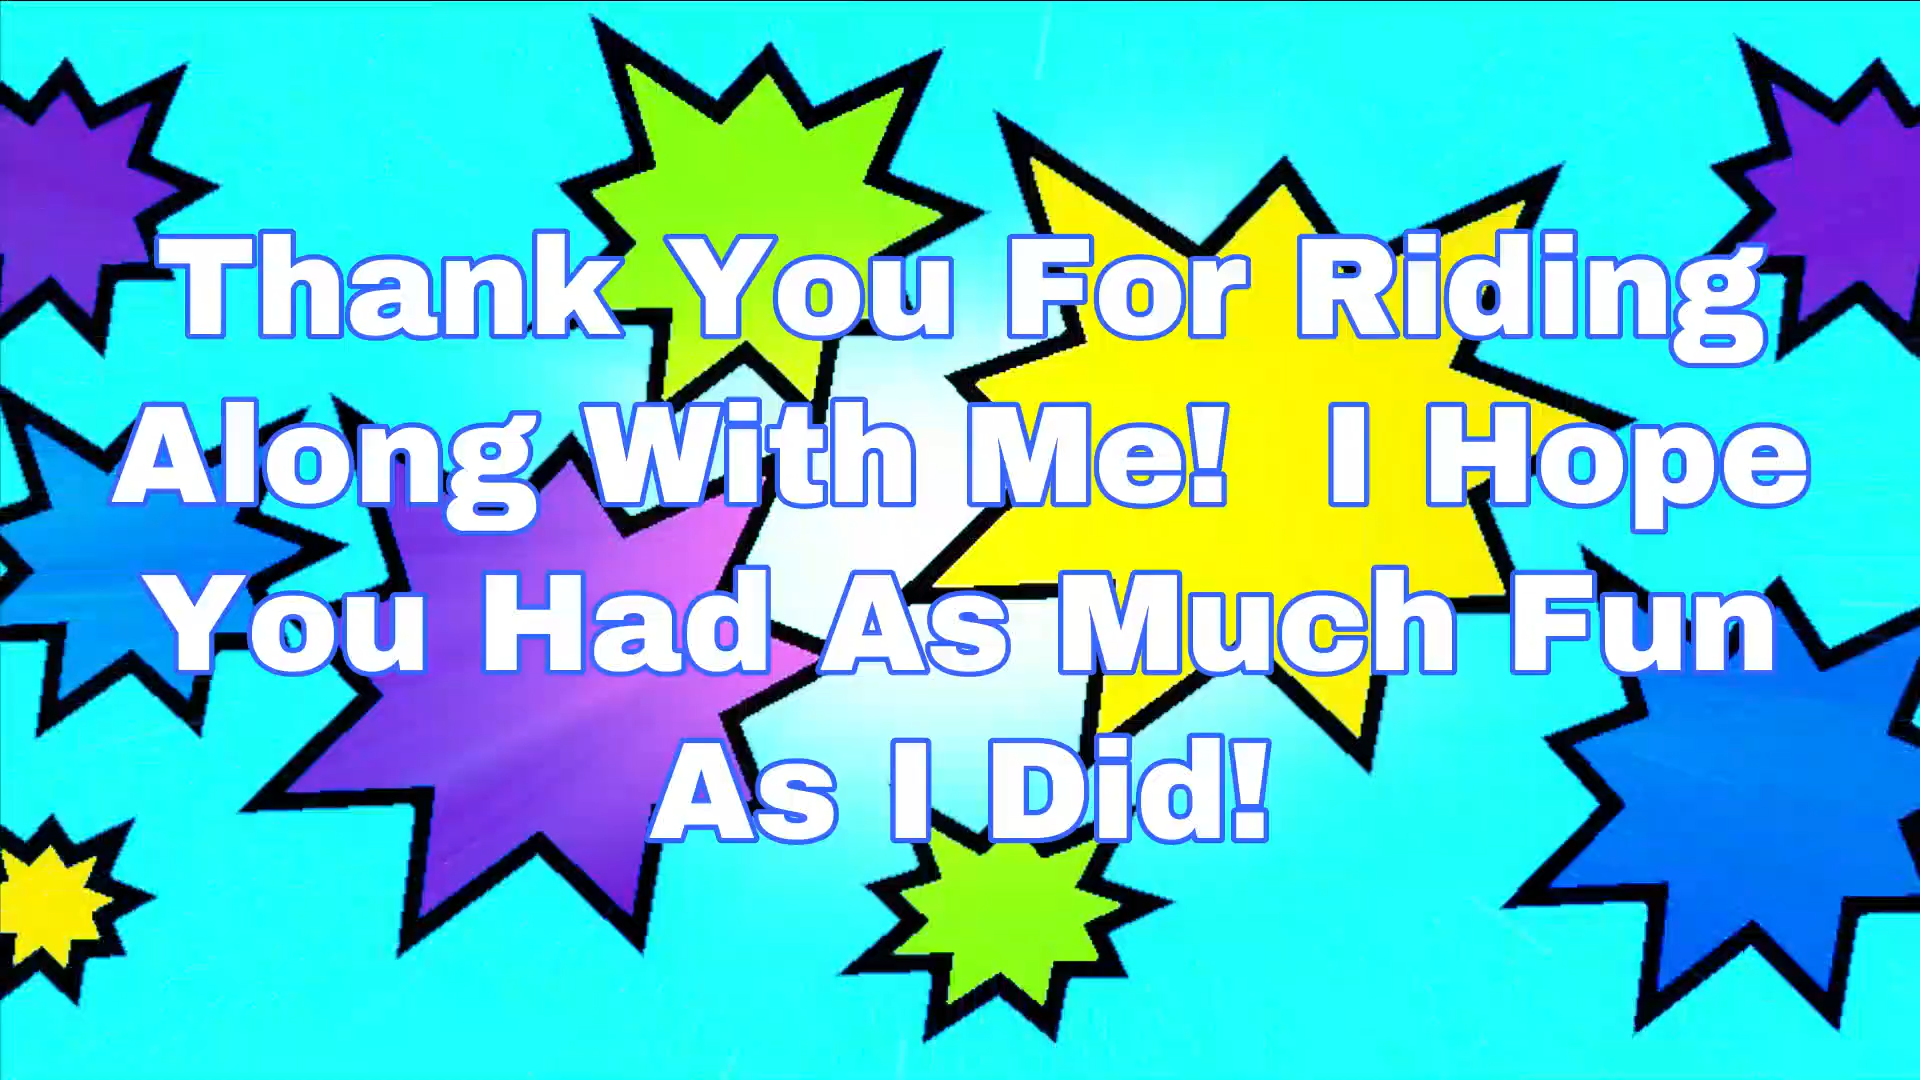 Thank You For Riding
Along With Me!  I Hope
You Had As Much Fun
As I Did!